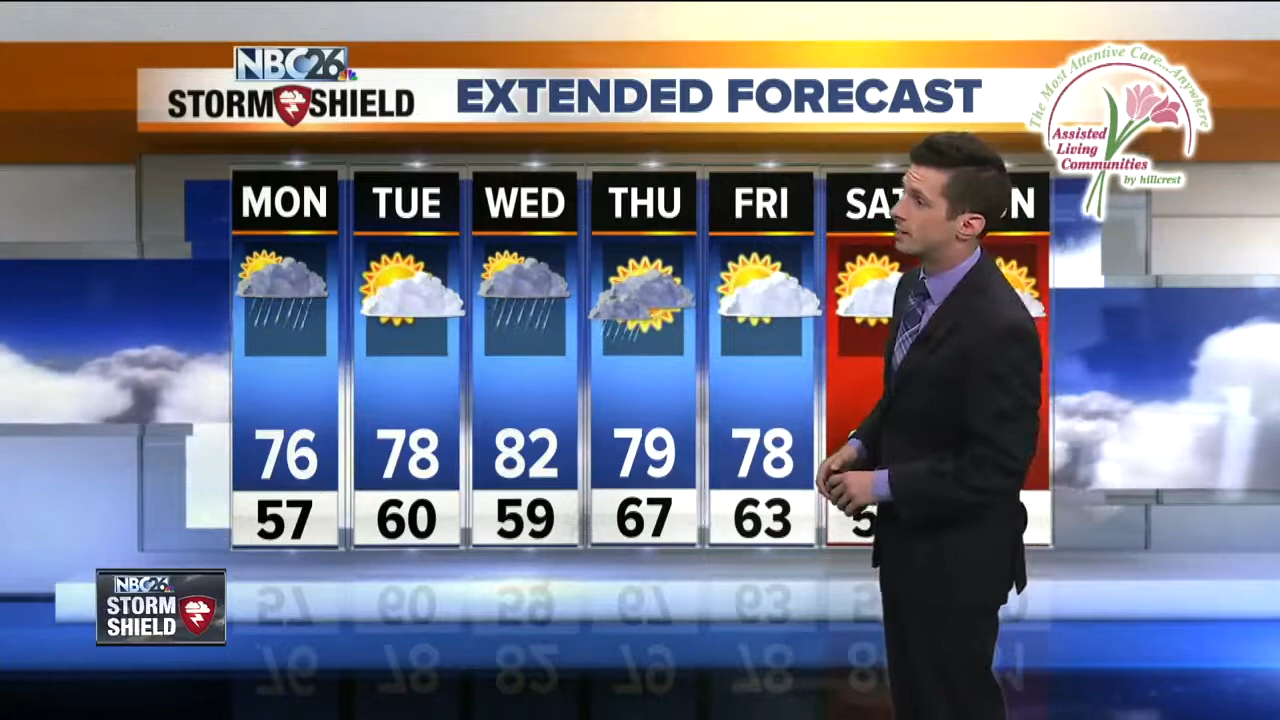 NBC26
STORM SHIELD
EXTENDED FORECAST
The Most Attentive Care...Anywhere
Assisted
Living
Communities
by hillcrest
MON TUE WED THU FRI
76 78 82 79 78
57 60 59 67 63
NBC26
STORM
SHIELD